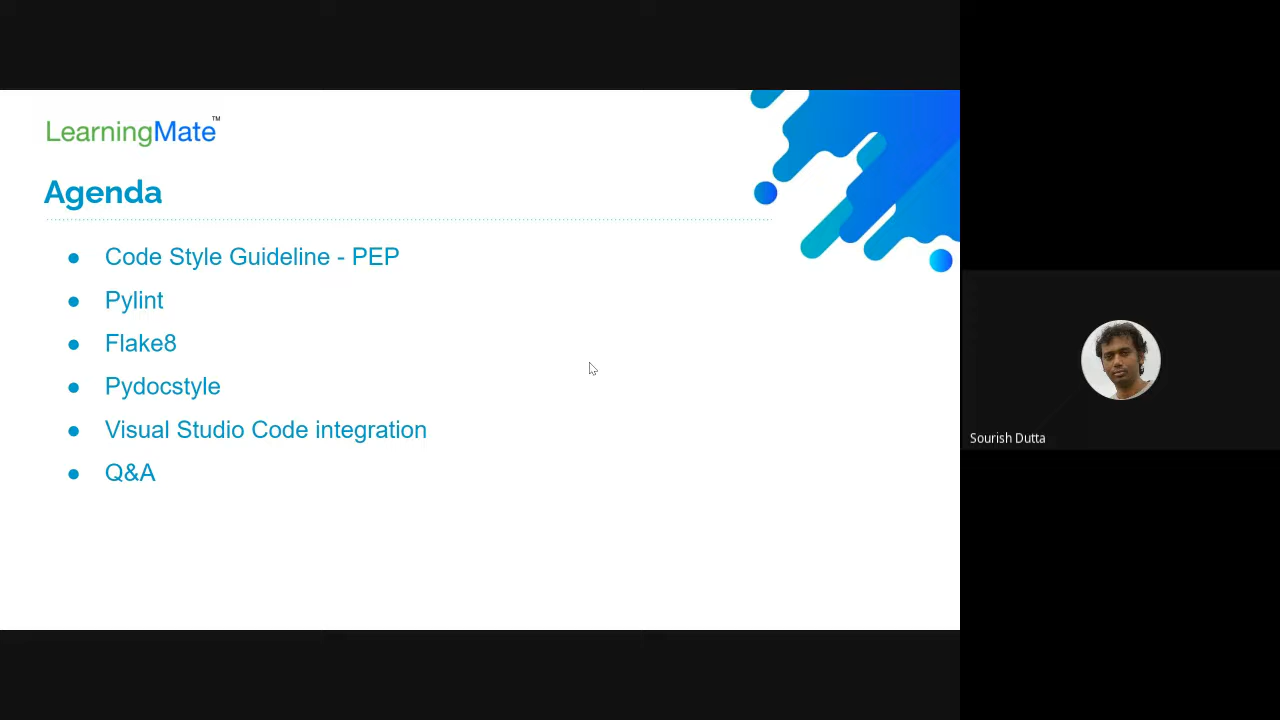 LearningMate™
Agenda
● Code Style Guideline - PEP
● Pylint
● Flake8
● Pydocstyle
● Visual Studio Code integration
● Q&A
Sourish Dutta